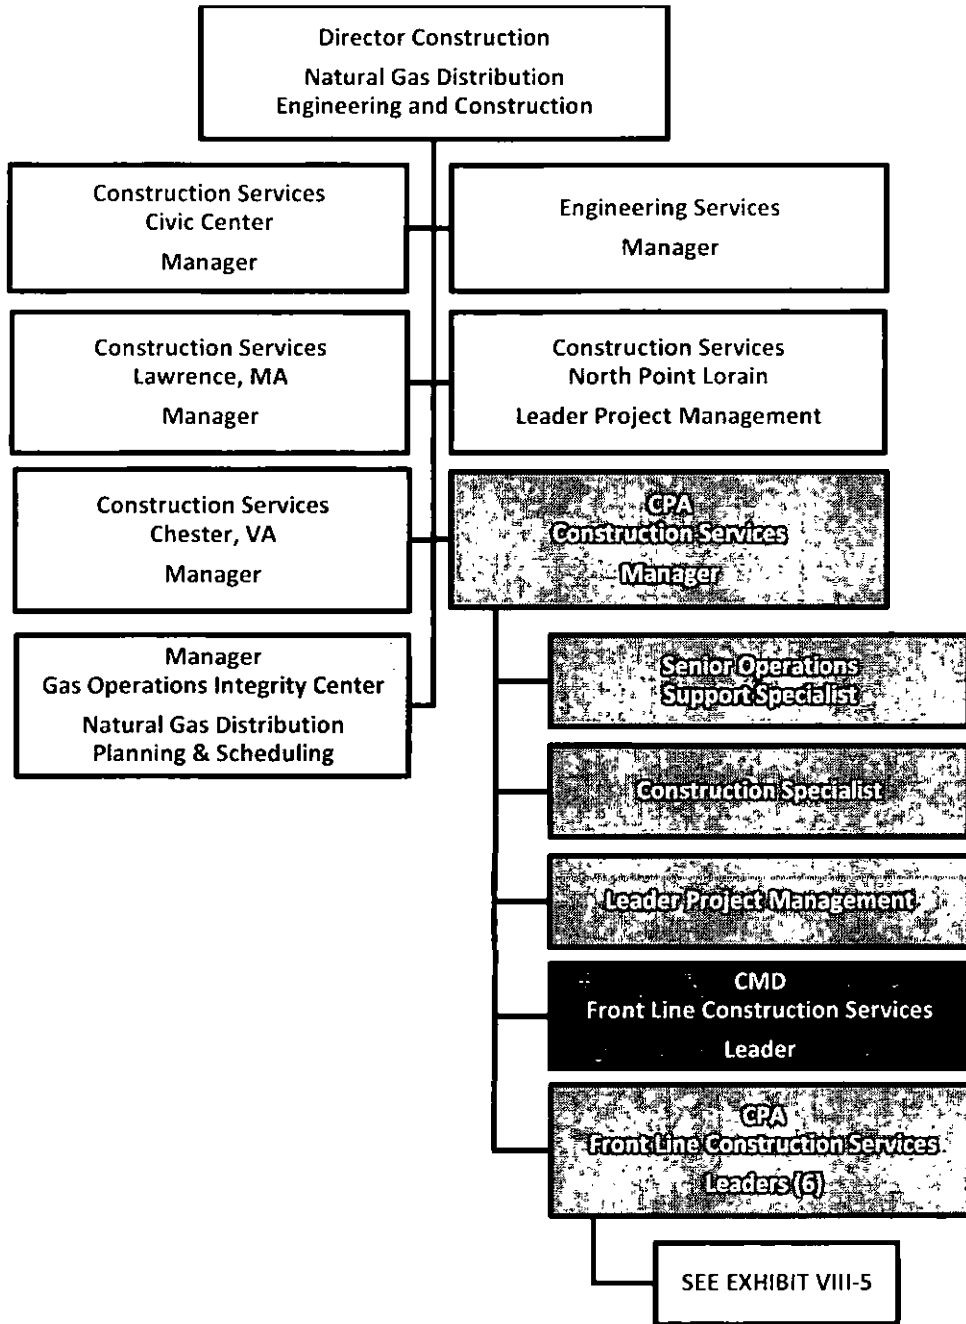 Director Construction
Natural Gas Distribution
Engineering and Construction
Construction Services
Civic Center
Manager
Engineering Services
Manager
Construction Services
Lawrence, MA
Manager
Construction Services
North Point Lorain
Leader Project Management
Construction Services
Chester, VA
Manager
CPA
Construction Services
Manager
Manager
Gas Operations Integrity Center
Natural Gas Distribution
Planning & Scheduling
Senior Operations
Support Specialist
Construction Specialist
Leader Project Management
CMD
Front Line Construction Services
Leader
CPA
Front Line Construction Services
Leaders (6)
SEE EXHIBIT VIII-5